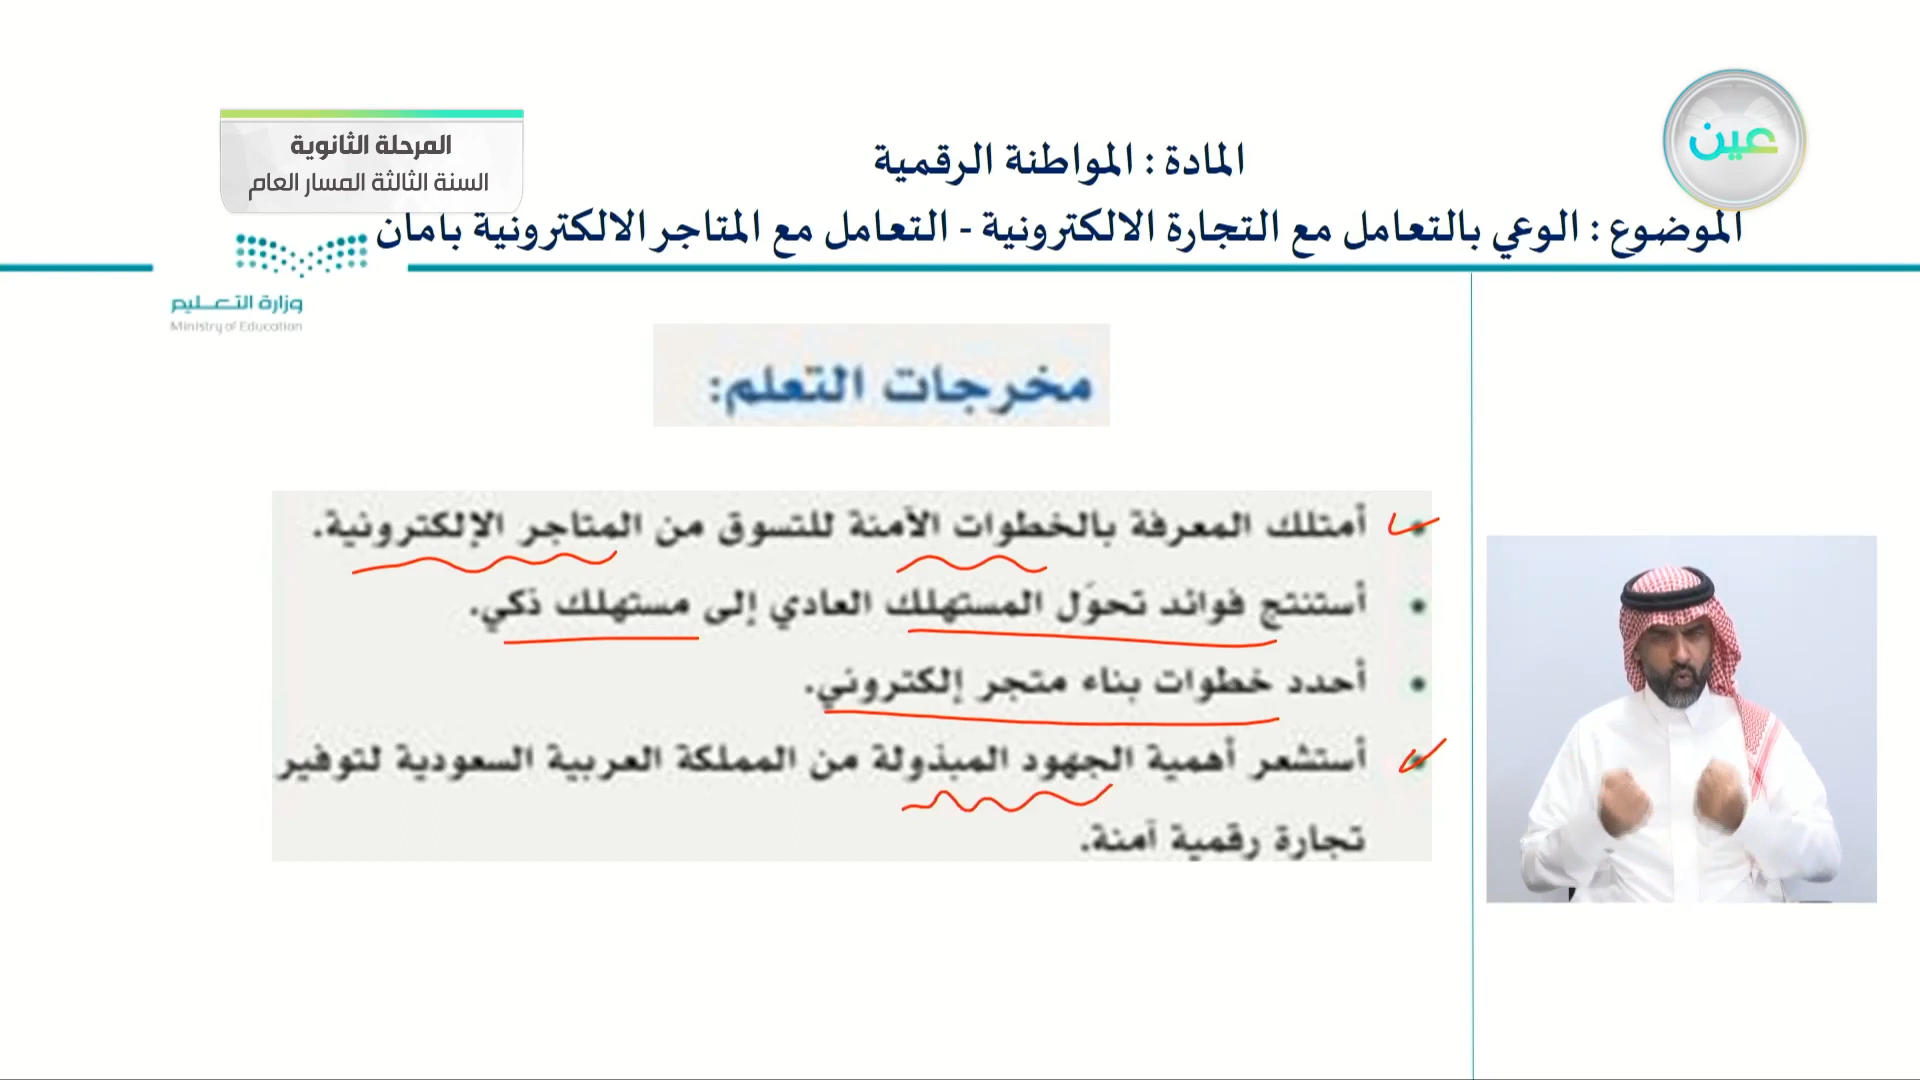 عين
المرحلة الثانوية
السنة الثالثة المسار العام
المادة : المواطنة الرقمية
الموضوع : الوعي بالتعامل مع التجارة الالكترونية - التعامل مع المتاجر الالكترونية بامان
وزارة التعليم
Ministry of Education
مخرجات التعلم:
• أمتلك المعرفة بالخطوات الآمنة للتسوق من المتاجر الإلكترونية.
• أستنتج فوائد تحوّل المستهلك العادي إلى مستهلك ذكي.
• أحدد خطوات بناء متجر إلكتروني.
• أستشعر أهمية الجهود المبذولة من المملكة العربية السعودية لتوفير
تجارة رقمية آمنة.